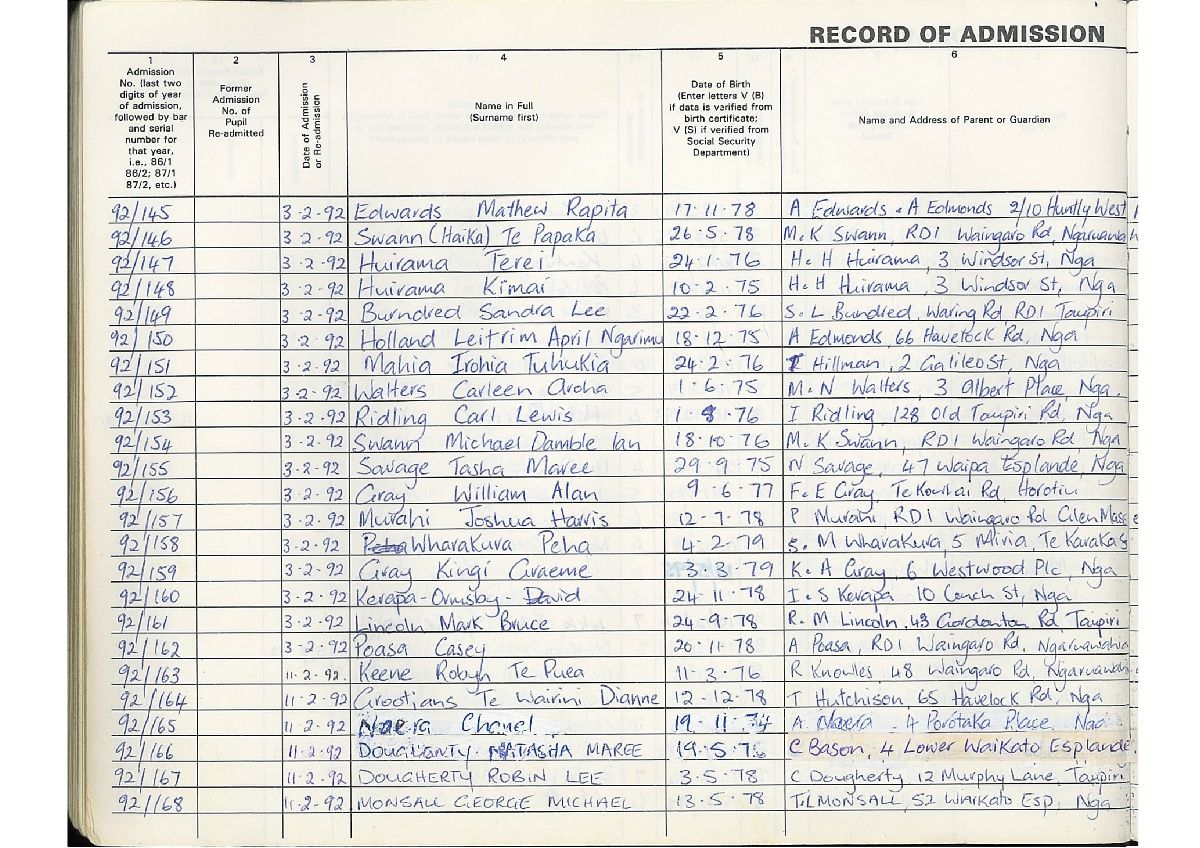 RECORD OF ADMISSION
1 2 3 4 5 6
Admission No. (last two digits of year of admission, followed by bar and serial number for that year, i.e., 86/1 86/2; 87/1 87/2, etc.)
Former Admission No. of Pupil Re-admitted
Date of Admission or Re-admission
Name in Full (Surname first)
Date of Birth (Enter letters V (B) if data is verified from birth certificate; V (S) if verified from Social Security Department)
Name and Address of Parent or Guardian
92/145 3-2-92 Edwards Mathew Rapita 17.11.78 A Edwards & A Edmonds 2/10 Huntly West
92/146 3-2-92 Swann (Haika) Te Papaka 26.5.78 M & K Swann, RD1 Waingaro Rd, Ngaruawah
92/147 3-2-92 Huirama Terei 24.1.76 H & H Huirama, 3 Windsor St, Nga
92/148 3-2-92 Huirama Kimai 10.2.75 H & H Huirama, 3 Windsor St, Nga
92/149 3-2-92 Burndred Sandra Lee 22.2.76 S & L Bundred, Waring Rd RD1 Taupiri
92/150 3-2-92 Holland Leitrim April Ngarimu 18.12.75 A Edmonds, 66 Havelock Rd, Nga
92/151 3-2-92 Mahia Irohia Tuhukia 24.2.76 Hillman, 2 Galileo St, Nga
92/152 3-2-92 Walters Carleen Aroha 1.6.75 M & N Walters, 3 Albert Place, Nga.
92/153 3-2-92 Ridling Carl Lewis 1 76 I Ridling 128 Old Taupiri Rd, Nga
92/154 3-2-92 Swann Michael Damble Ian 18.10.76 M & K Swann, RD1 Waingaro Rd Nga
92/155 3-2-92 Savage Tasha Maree 29.9.75 N Savage, 47 Waipa Esplande, Nga
92/156 3-2-92 Gray William Alan 9.6.77 F & E Gray, Te Kowhai Rd, Horotiu
92/157 3-2-92 Murahi Joshua Harris 12-7.78 P Murahi, RD1 Waingaro Rd Glen Masse
92/158 3-2-92 Peha Wharakura Peha 4.2.79 M Wharakura, 5 Miria, Te Karaka
92/159 3-2-92 Gray Kingi Graeme 3.3.79 K & A Gray, 6 Westwood Plc, Nga
92/160 3-2-92 Kerapa-Ormsby-David 24-11.78 I & S Kerapa 10 Conch St, Nga
92/161 3-2-92 Lincoln Mark Bruce 24-9.78 R. M Lincoln, 43 Gordonton Rd, Taupiri
92/162 3-2-92 Poasa Casey 20.11.78 A Poasa, RD1 Waingaro Rd, Ngaruawahia
92/163 11-2-92. Keene Robyn Te Puea 11-3.76 R Knowles, 48 Waingaro Rd, Ngaruawah
92/164 11-2-92 Grootjans Te Wairini Dianne 12-12.78 T Hutchison, 65 Havelock Rd, Nga
92/165 11-2-92 Naera Chanel 19.11.74 A Naera 4 Porotaka Place Nga
92/166 11-2-92 NATASHA MAREE 19.5.76 C Bason, 4 Lower Waikato Esplande.
92/167 11-2-92 DOUGHERTY ROBIN LEE 3.5.78 C Dougherty, 12 Murphy Lane, Taupiri
92/168 11-2-92 MONSALL GEORGE MICHAEL 13.5.78 T & L MONSALL, 52 Waikato Esp, Nga